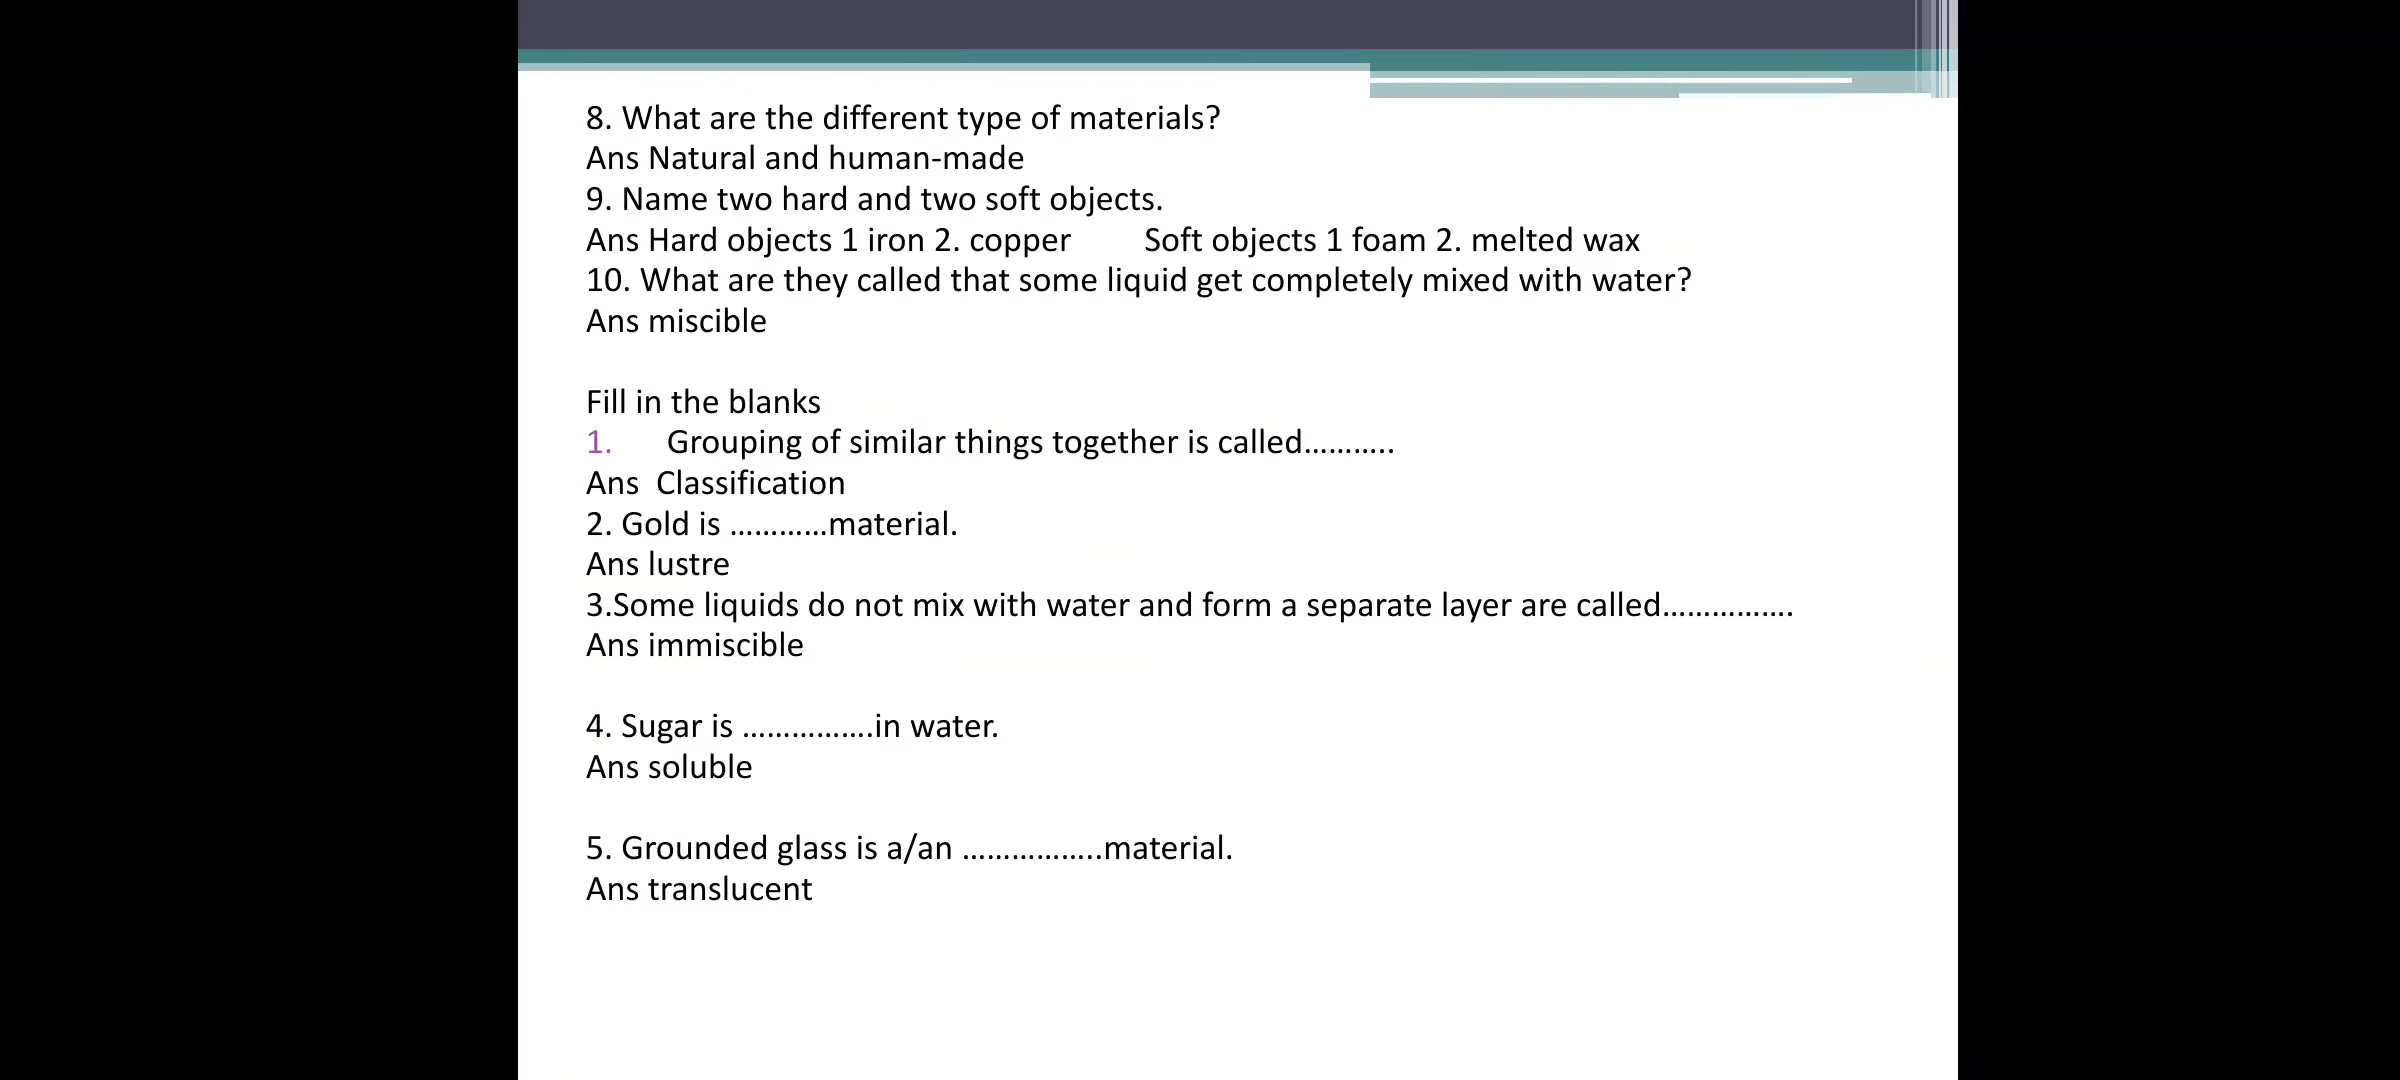 8. What are the different type of materials?
Ans Natural and human-made
9. Name two hard and two soft objects.
Ans Hard objects 1 iron 2. copper Soft objects 1 foam 2. melted wax
10. What are they called that some liquid get completely mixed with water?
Ans miscible
Fill in the blanks
1. Grouping of similar things together is called………..
Ans Classification
2. Gold is …………material.
Ans lustre
3.Some liquids do not mix with water and form a separate layer are called…………….
Ans immiscible
4. Sugar is …………….in water.
Ans soluble
5. Grounded glass is a/an ……………..material.
Ans translucent